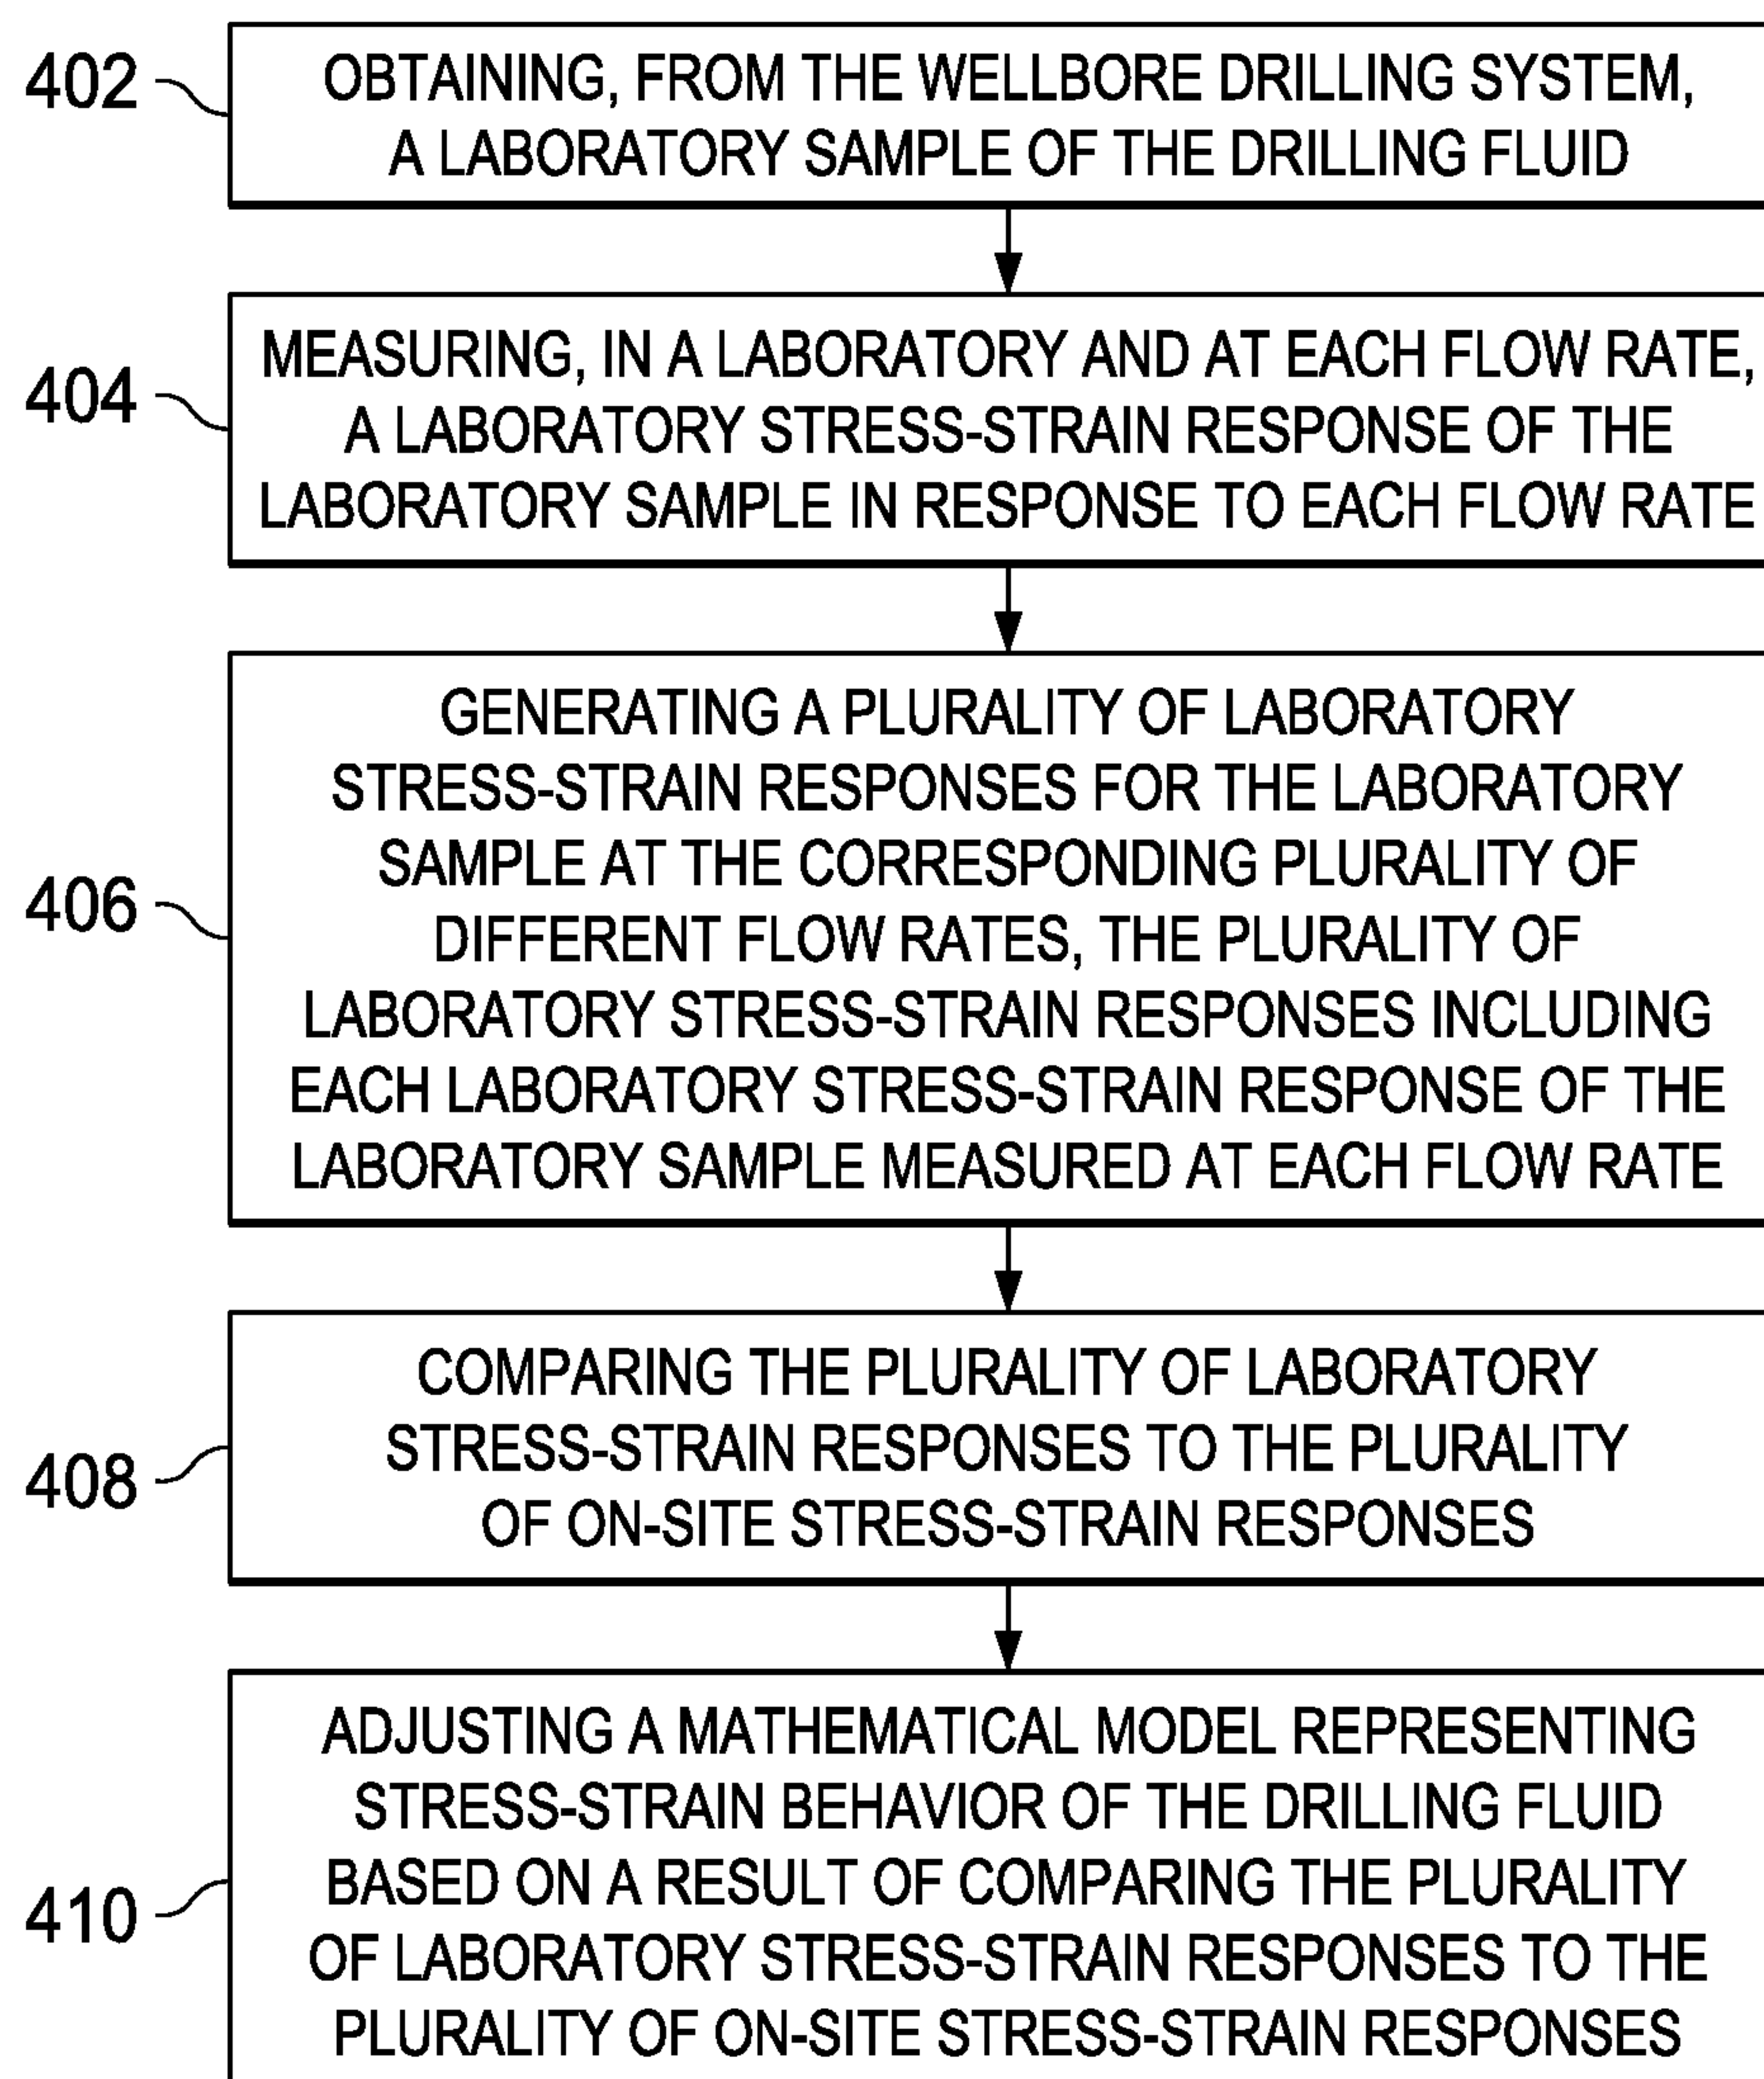 402
OBTAINING, FROM THE WELLBORE DRILLING SYSTEM,
A LABORATORY SAMPLE OF THE DRILLING FLUID
404
MEASURING, IN A LABORATORY AND AT EACH FLOW RATE,
A LABORATORY STRESS-STRAIN RESPONSE OF THE
LABORATORY SAMPLE IN RESPONSE TO EACH FLOW RATE
406
GENERATING A PLURALITY OF LABORATORY
STRESS-STRAIN RESPONSES FOR THE LABORATORY
SAMPLE AT THE CORRESPONDING PLURALITY OF
DIFFERENT FLOW RATES, THE PLURALITY OF
LABORATORY STRESS-STRAIN RESPONSES INCLUDING
EACH LABORATORY STRESS-STRAIN RESPONSE OF THE
LABORATORY SAMPLE MEASURED AT EACH FLOW RATE
408
COMPARING THE PLURALITY OF LABORATORY
STRESS-STRAIN RESPONSES TO THE PLURALITY
OF ON-SITE STRESS-STRAIN RESPONSES
410
ADJUSTING A MATHEMATICAL MODEL REPRESENTING
STRESS-STRAIN BEHAVIOR OF THE DRILLING FLUID
BASED ON A RESULT OF COMPARING THE PLURALITY
OF LABORATORY STRESS-STRAIN RESPONSES TO THE
PLURALITY OF ON-SITE STRESS-STRAIN RESPONSES